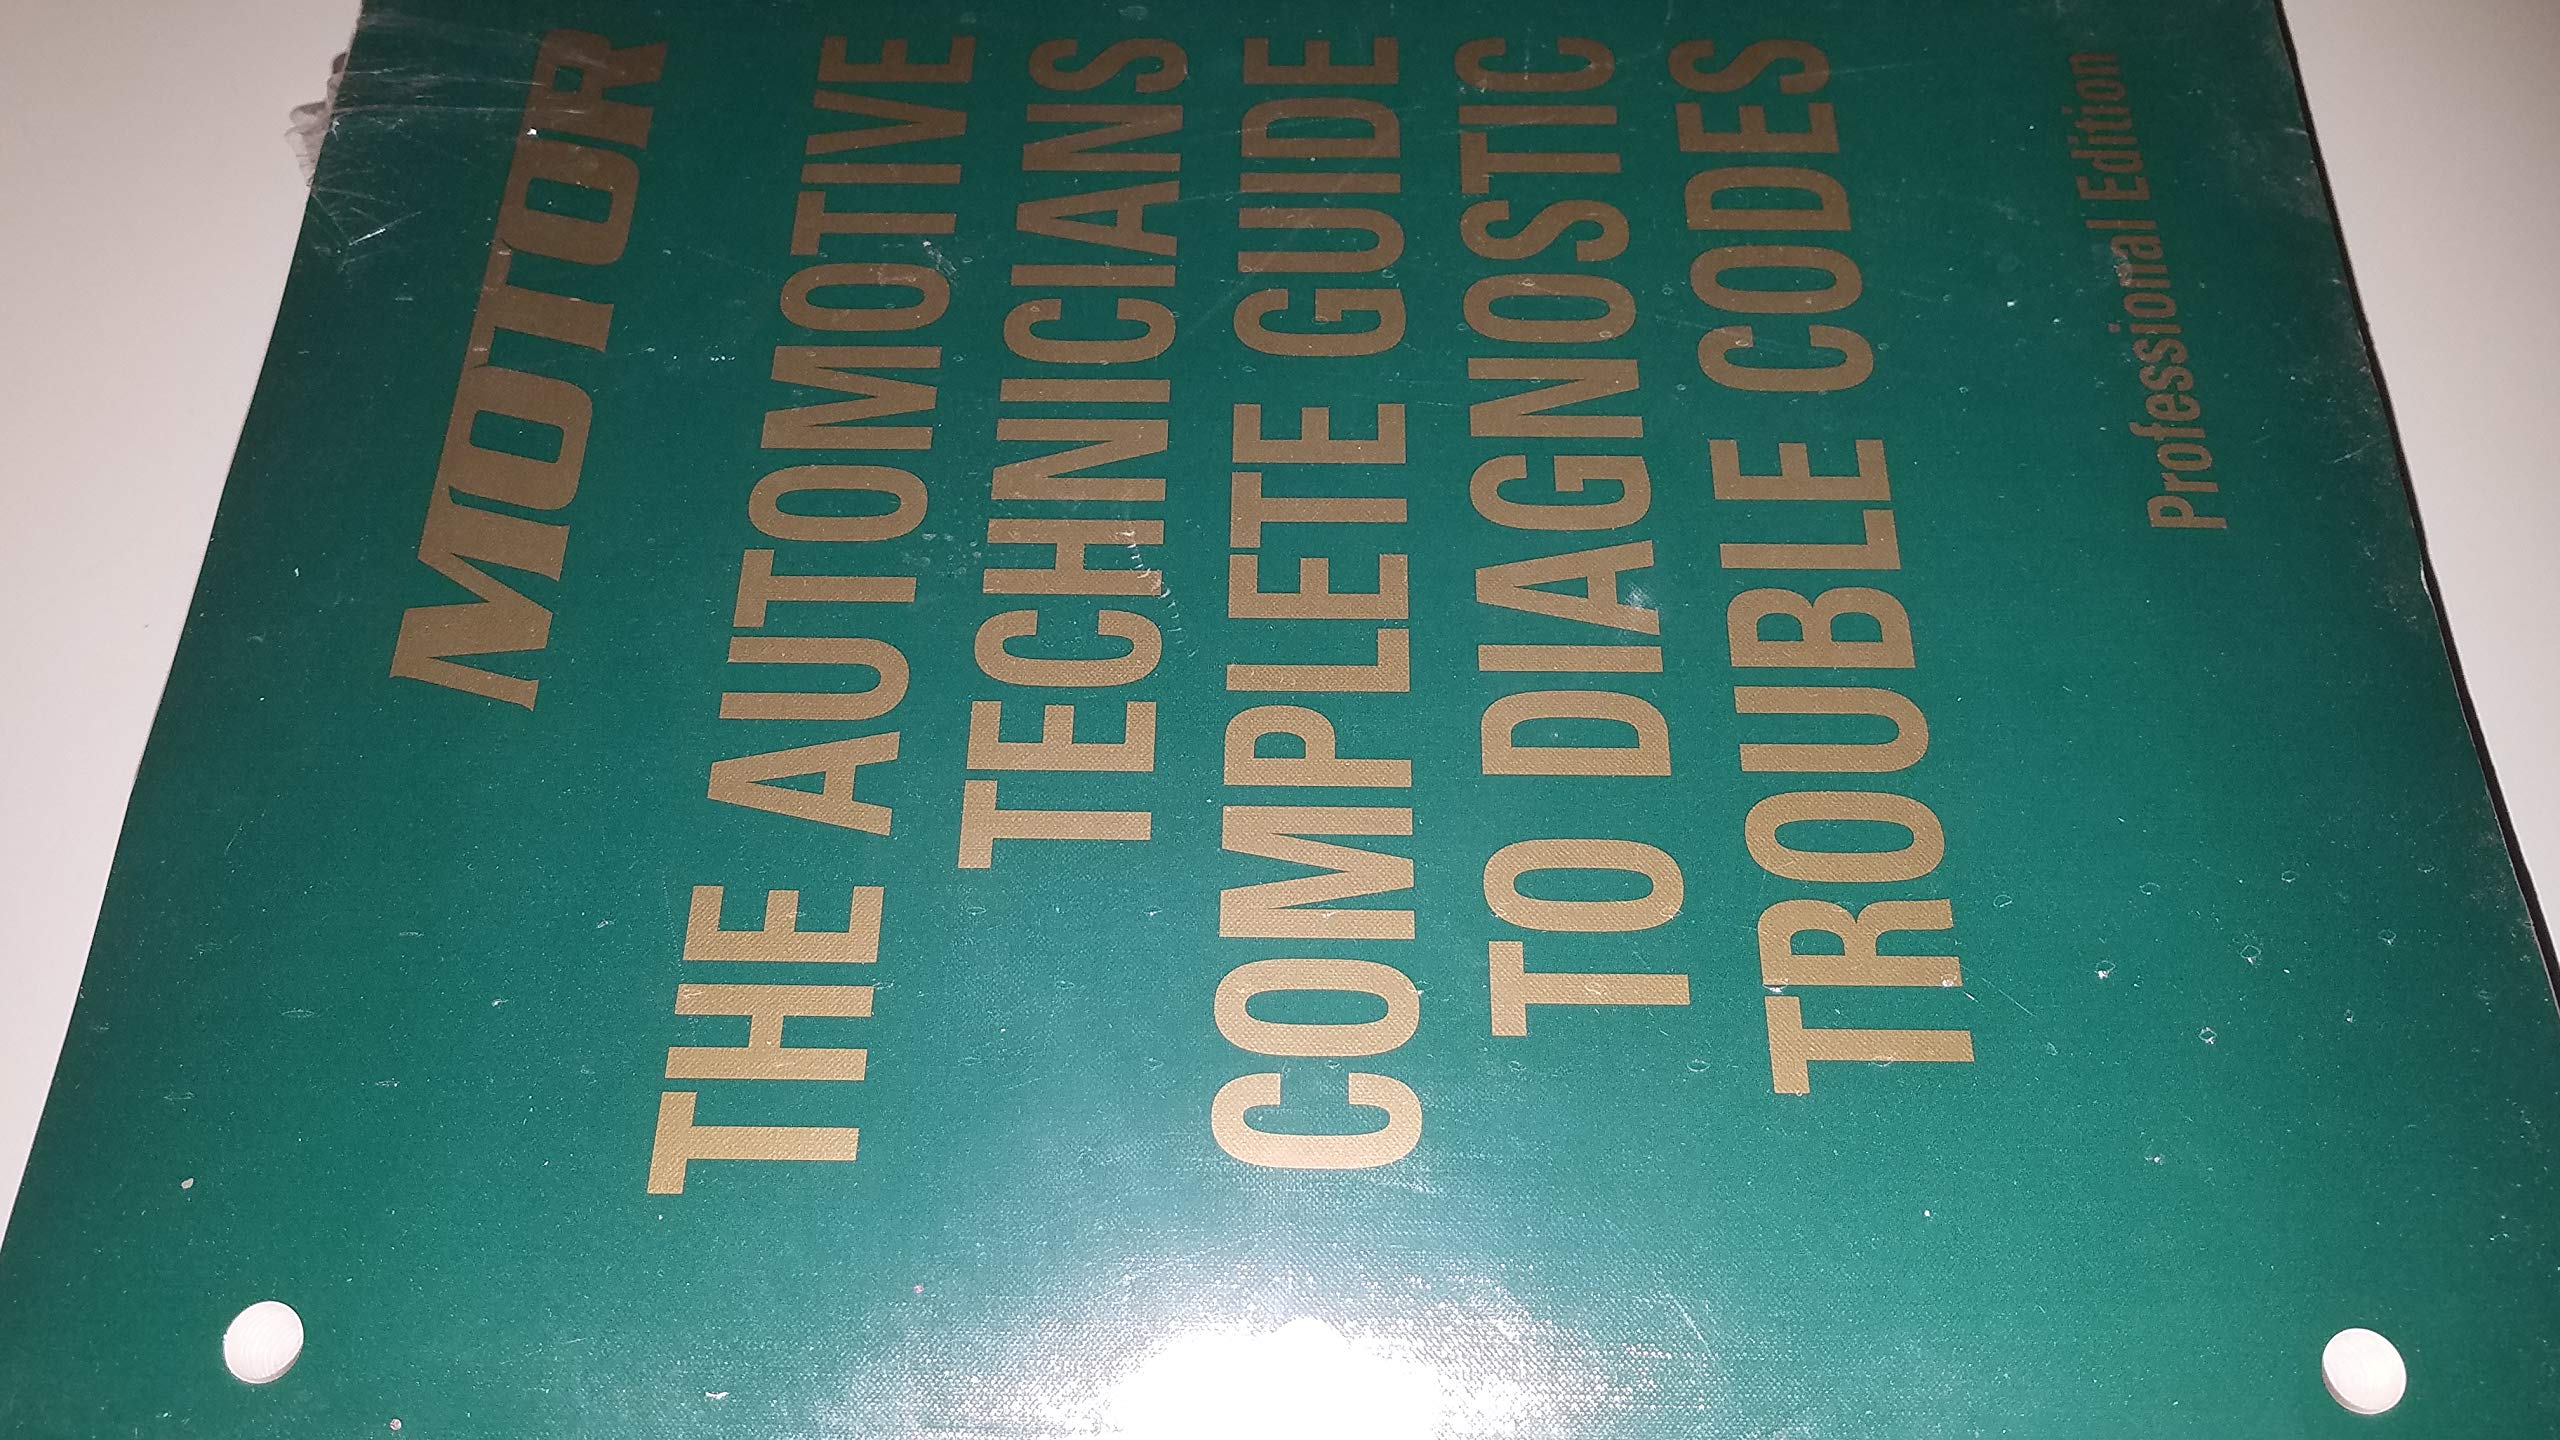 MOTOR
THE AUTOMOTIVE
TECHNICIANS
COMPLETE GUIDE
TO DIAGNOSTIC
TROUBLE CODES
Professional Edition